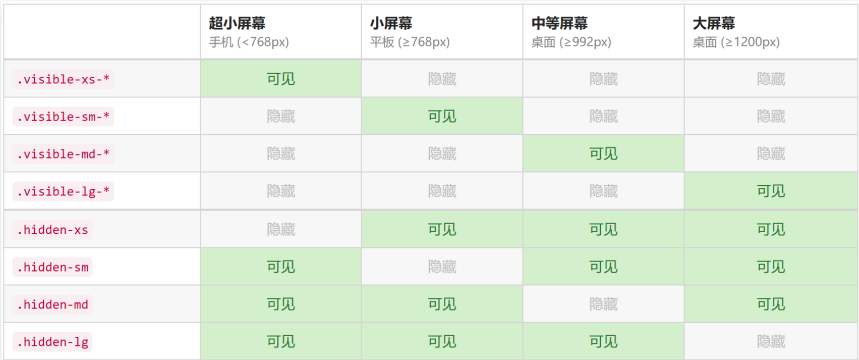 超小屏幕 小屏幕 中等屏幕 大屏幕
手机 (<768px) 平板 (≥768px) 桌面 (≥992px) 桌面 (≥1200px)
.visible-xs-* 可见 隐藏 隐藏 隐藏
.visible-sm-* 隐藏 可见 隐藏 隐藏
.visible-md-* 隐藏 隐藏 可见 隐藏
.visible-lg-* 隐藏 隐藏 隐藏 可见
.hidden-xs 隐藏 可见 可见 可见
.hidden-sm 可见 隐藏 可见 可见
.hidden-md 可见 可见 隐藏 可见
.hidden-lg 可见 可见 可见 隐藏